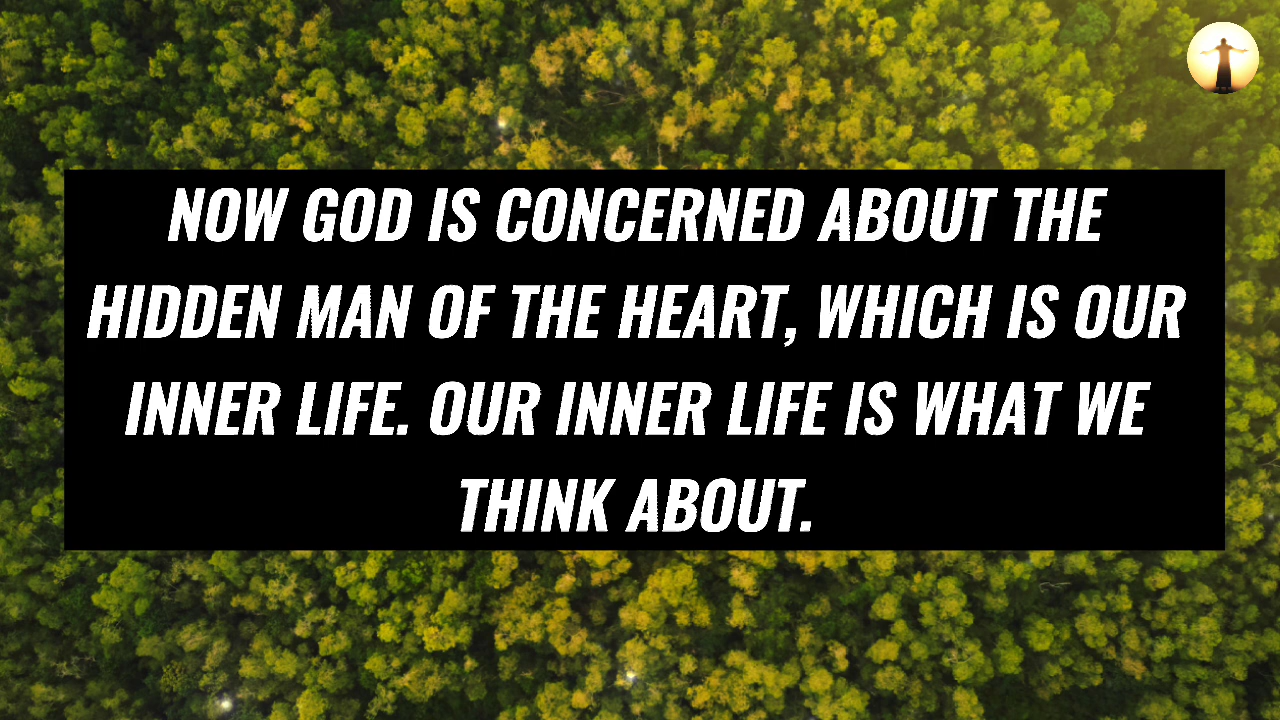 NOW GOD IS CONCERNED ABOUT THE
HIDDEN MAN OF THE HEART, WHICH IS OUR
INNER LIFE. OUR INNER LIFE IS WHAT WE
THINK ABOUT.